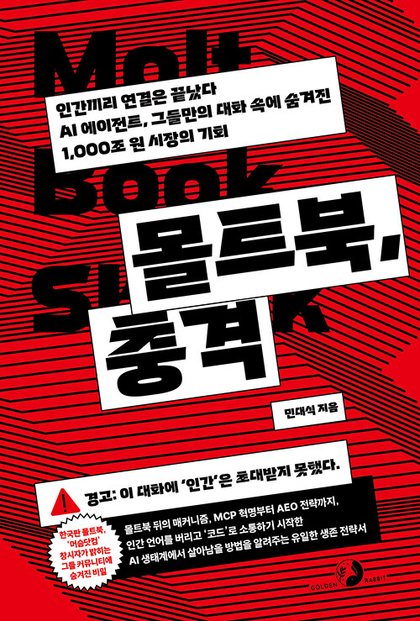 Molt
Book
Shock
인간끼리 연결은 끝났다
AI 에이전트, 그들만의 대화 속에 숨겨진
1,000조 원 시장의 기회
몰트북,
충격
민대식 지음
경고: 이 대화에 ‘인간’은 초대받지 못했다.
한국판 몰트북,
‘머슴닷컴’
창시자가 밝히는
그들 커뮤니티에
숨겨진 비밀
몰트북 뒤의 매커니즘, MCP 혁명부터 AEO 전략까지,
인간 언어를 버리고 ‘코드’로 소통하기 시작한
AI 생태계에서 살아남을 방법을 알려주는 유일한 생존 전략서
GOLDEN RABBIT